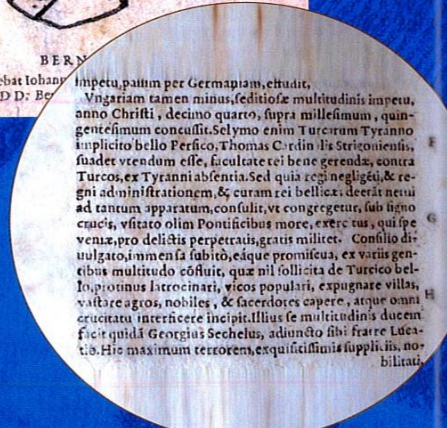 BERN
ebat Iohann
D D: Be
Impetu, passim per Germaniam, effudit,
Vngariam tamen minus, seditiosæ multitudinis impetu,
anno Christi, decimo quarto, supra millesimum, quin-
gentesimum concussit. Selymo enim Turcarum Tyranno
implicito bello Persico, Thomas Cardinalis Strigoniensis,
suadet vtendum esse, facultate rei bene gerendæ, contra
Turcos, ex Tyranni absentia. Sed quia regi negligẽti, & re-
gni administrationem, & curam rei bellicæ, deerãt nerui
ad tantum apparatum, consulit, vt congregetur, sub signo
crucis, vsitato olim Pontificibus more, exercitus, qui spe
veniæ, pro delictis perpetratis, gratis militet. Consilio di-
uulgato, immensa subitò, eáque promiscua, ex variis gen-
tibus multitudo cõfluit, quæ nil sollicita de Turcico bel-
lo, protinus latrocinari, vicos populari, expugnare villas,
vastare agros, nobiles, & sacerdotes capere, atque omni
cruciatu interficere incipit. Illius se multitudinis ducem
facit quidã Georgius Sechelus, adiuncto sibi fratre Luca-
tio. Hic maximum terrorem, exquisitissimis suppliciis, no-
bilitati,
F
G
H